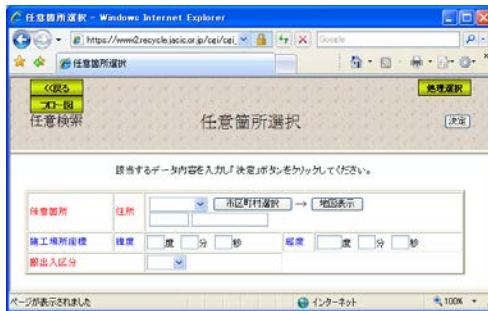 任意箇所選択 - Windows Internet Explorer
https://www2.recycle.jacic.or.jp/cgi/cgi_
Google
任意箇所選択
<<戻る
処理選択
フロー図
任意検索
任意箇所選択
決定
該当するデータ内容を入力し「決定」ボタンをクリックしてください。
任意箇所 住所 市区町村選択 → 地図表示
施工場所座標 緯度 度 分 秒 経度 度 分 秒
搬出入区分
ページが表示されました インターネット 100%